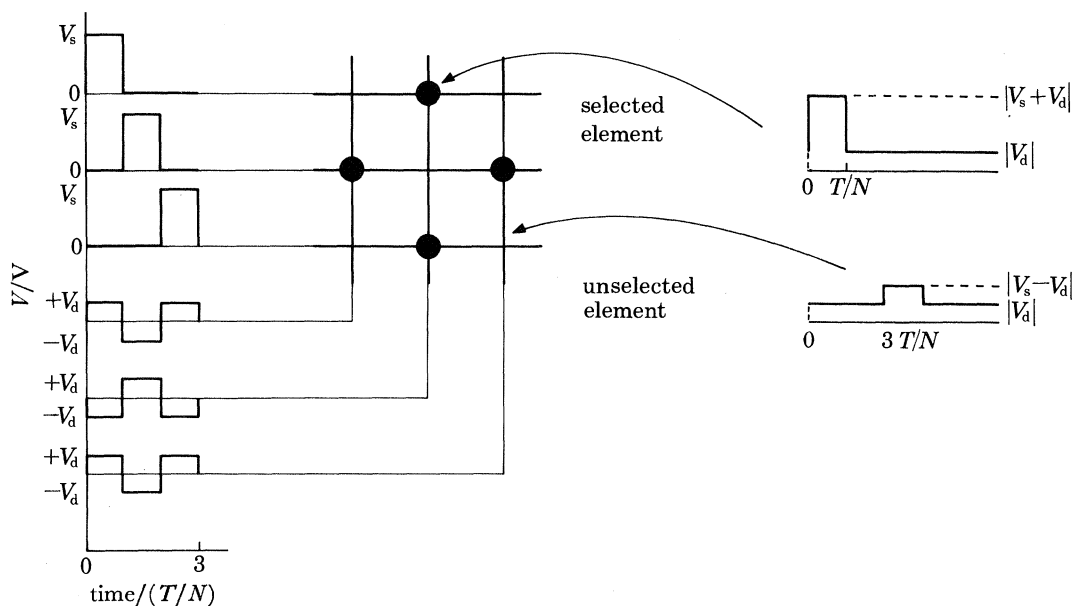 V_s
0
V_s
0
V_s
0
V/V
+V_d
−V_d
+V_d
−V_d
+V_d
−V_d
0
3
time/(T/N)
selected
element
unselected
element
|V_s + V_d|
|V_d|
0
T/N
|V_s − V_d|
|V_d|
0
3 T/N